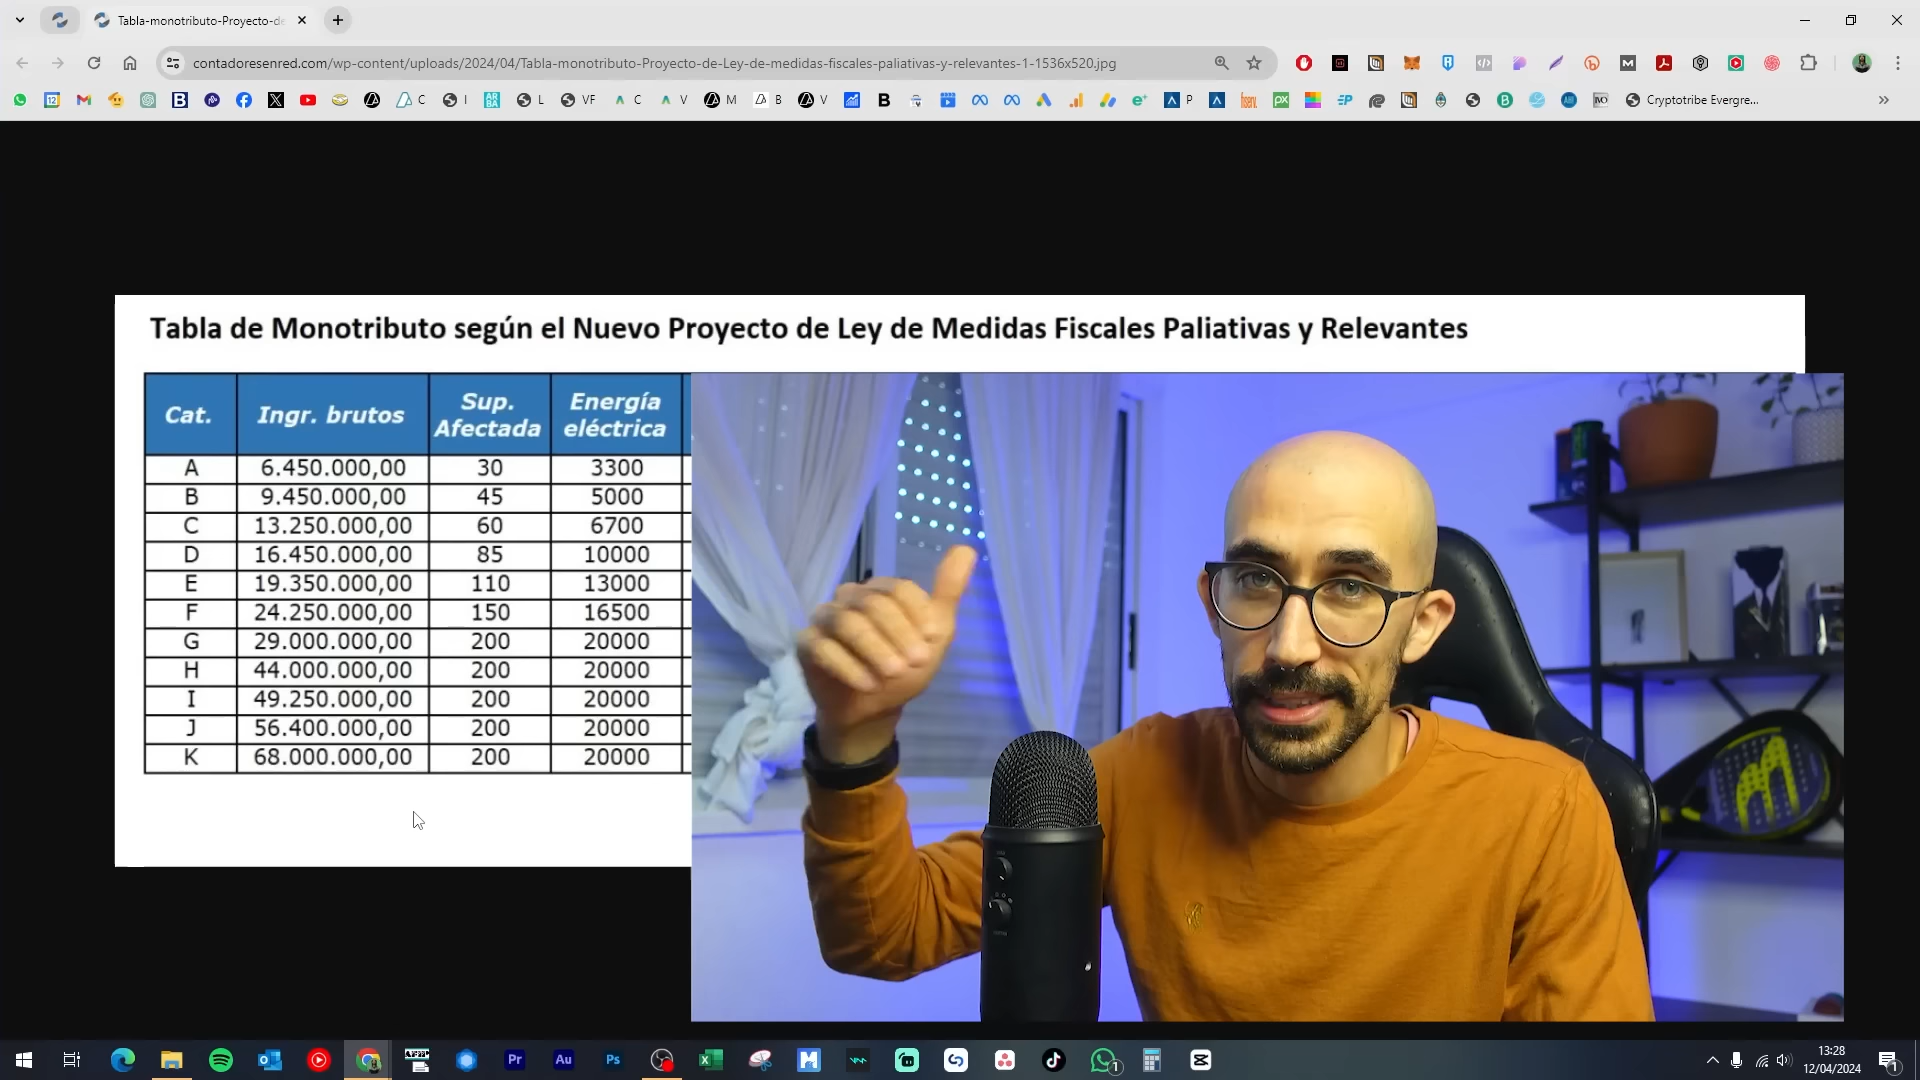 Tabla-monotributo-Proyecto-de
contadoresenred.com/wp-content/uploads/2024/04/Tabla-monotributo-Proyecto-de-Ley-de-medidas-fiscales-paliativas-y-relevantes-1-1536x520.jpg
C I L VF C V M B V P Cryptotribe Evergre...
Tabla de Monotributo según el Nuevo Proyecto de Ley de Medidas Fiscales Paliativas y Relevantes
Cat. Ingr. brutos Sup. Afectada Energía eléctrica
A 6.450.000,00 30 3300
B 9.450.000,00 45 5000
C 13.250.000,00 60 6700
D 16.450.000,00 85 10000
E 19.350.000,00 110 13000
F 24.250.000,00 150 16500
G 29.000.000,00 200 20000
H 44.000.000,00 200 20000
I 49.250.000,00 200 20000
J 56.400.000,00 200 20000
K 68.000.000,00 200 20000
13:28
12/04/2024